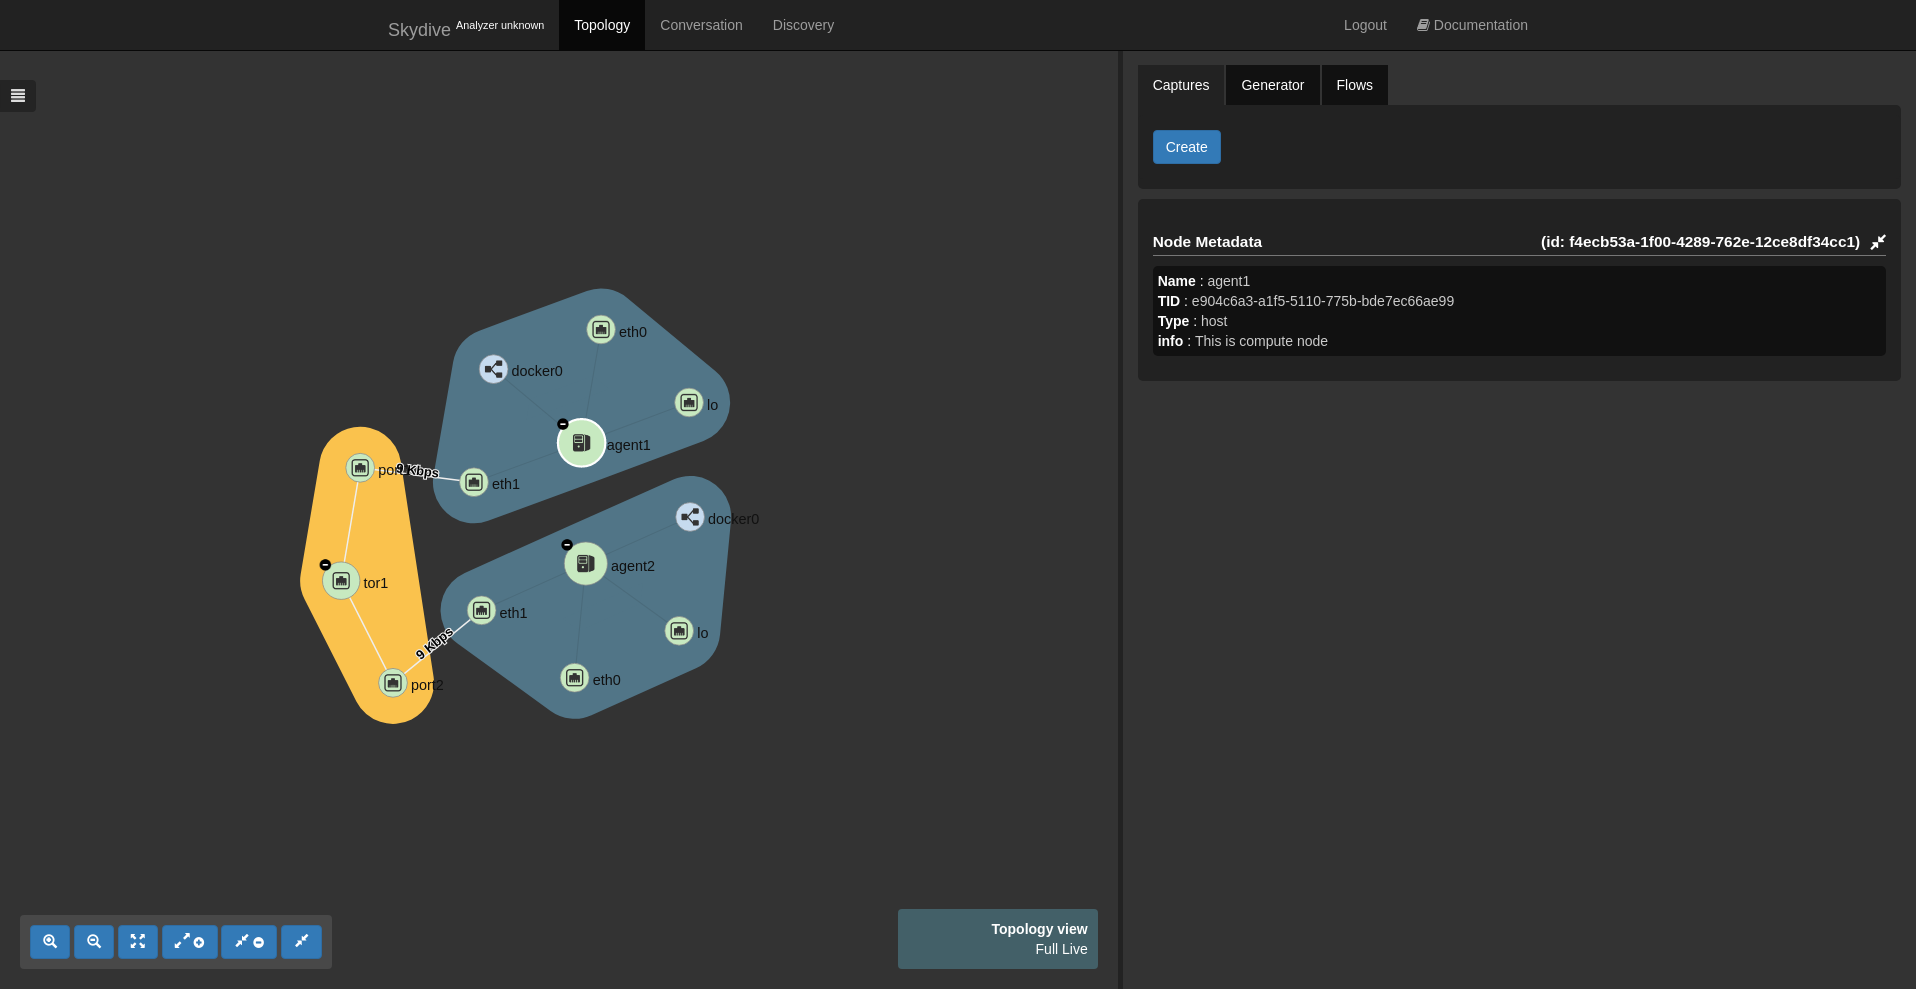 Skydive Analyzer unknown Topology Conversation Discovery Logout Documentation
Captures Generator Flows
Create
Node Metadata (id: f4ecb53a-1f00-4289-762e-12ce8df34cc1)
Name : agent1
TID : e904c6a3-a1f5-5110-775b-bde7ec66ae99
Type : host
info : This is compute node
eth0
docker0
lo
agent1
9 Kbps
eth1
docker0
agent2
tor1
eth1
lo
9 Kbps
eth0
port2
Topology view
Full Live